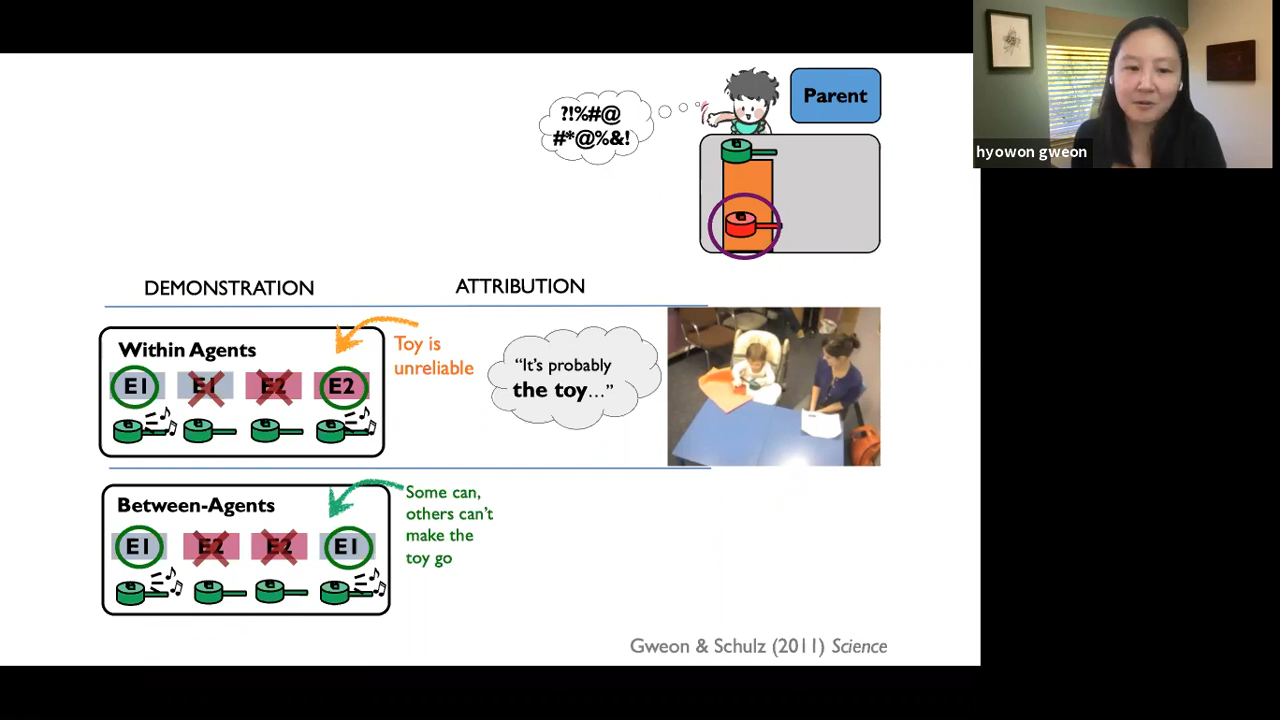 ?!%#@
#*@%&!
Parent
hyowon gweon
DEMONSTRATION
ATTRIBUTION
Within Agents
E1 E1 E2 E2
Toy is
unreliable
“It’s probably
the toy...”
Between-Agents
E1 E2 E2 E1
Some can,
others can’t
make the
toy go
Gweon & Schulz (2011) Science